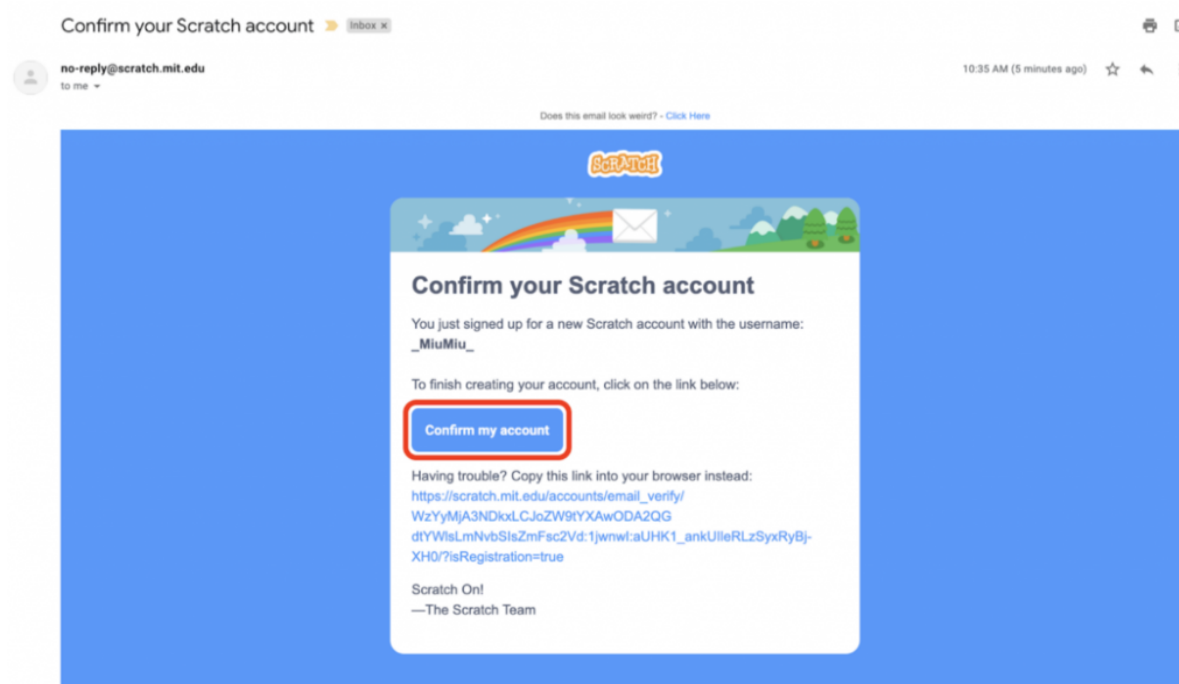 Confirm your Scratch account Inbox x
no-reply@scratch.mit.edu 10:35 AM (5 minutes ago)
to me
Does this email look weird? - Click Here
SCRATCH
Confirm your Scratch account
You just signed up for a new Scratch account with the username:
_MiuMiu_
To finish creating your account, click on the link below:
Confirm my account
Having trouble? Copy this link into your browser instead:
https://scratch.mit.edu/accounts/email_verify/
WzYyMjA3NDkxLCJoZW9tYXAwODA2QG
dtYWlsLmNvbSIsZmFsc2Vd:1jwnwI:aUHK1_ankUIleRLzSyxRyBj-
XH0/?isRegistration=true
Scratch On!
—The Scratch Team